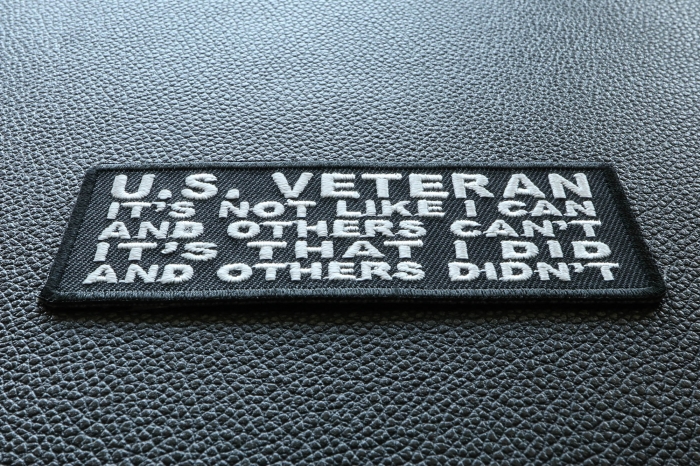 U.S. VETERAN
IT'S NOT LIKE I CAN
AND OTHERS CAN'T
IT'S THAT I DID
AND OTHERS DIDN'T